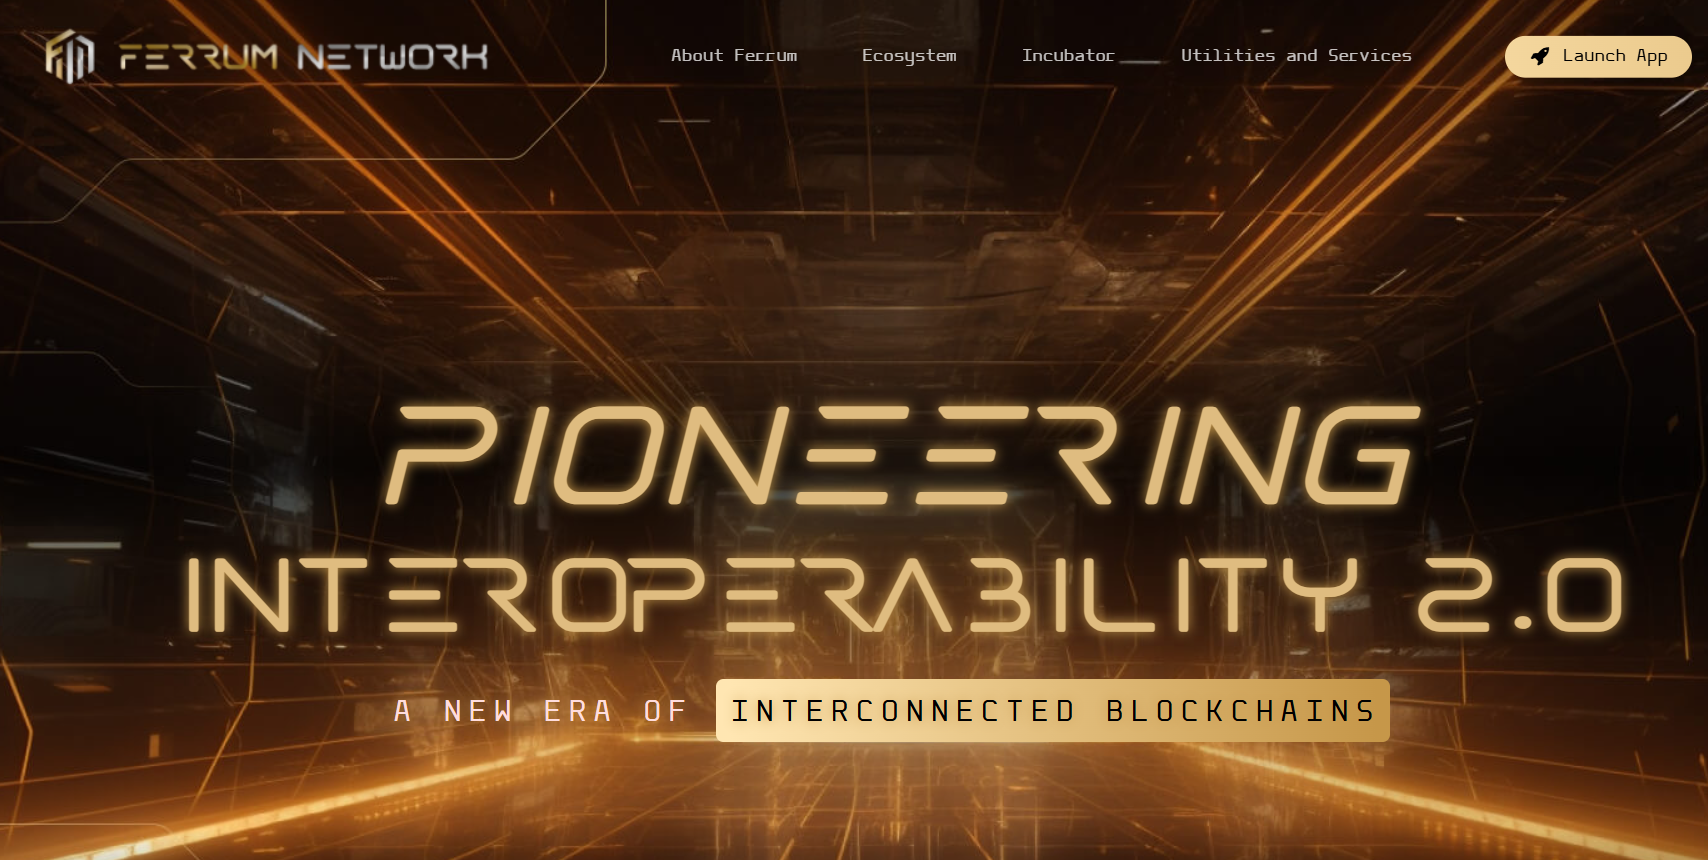 FERRUM NETWORK
About Ferrum Ecosystem Incubator Utilities and Services Launch App
PIONEERING
INTEROPERABILITY 2.0
A NEW ERA OF INTERCONNECTED BLOCKCHAINS